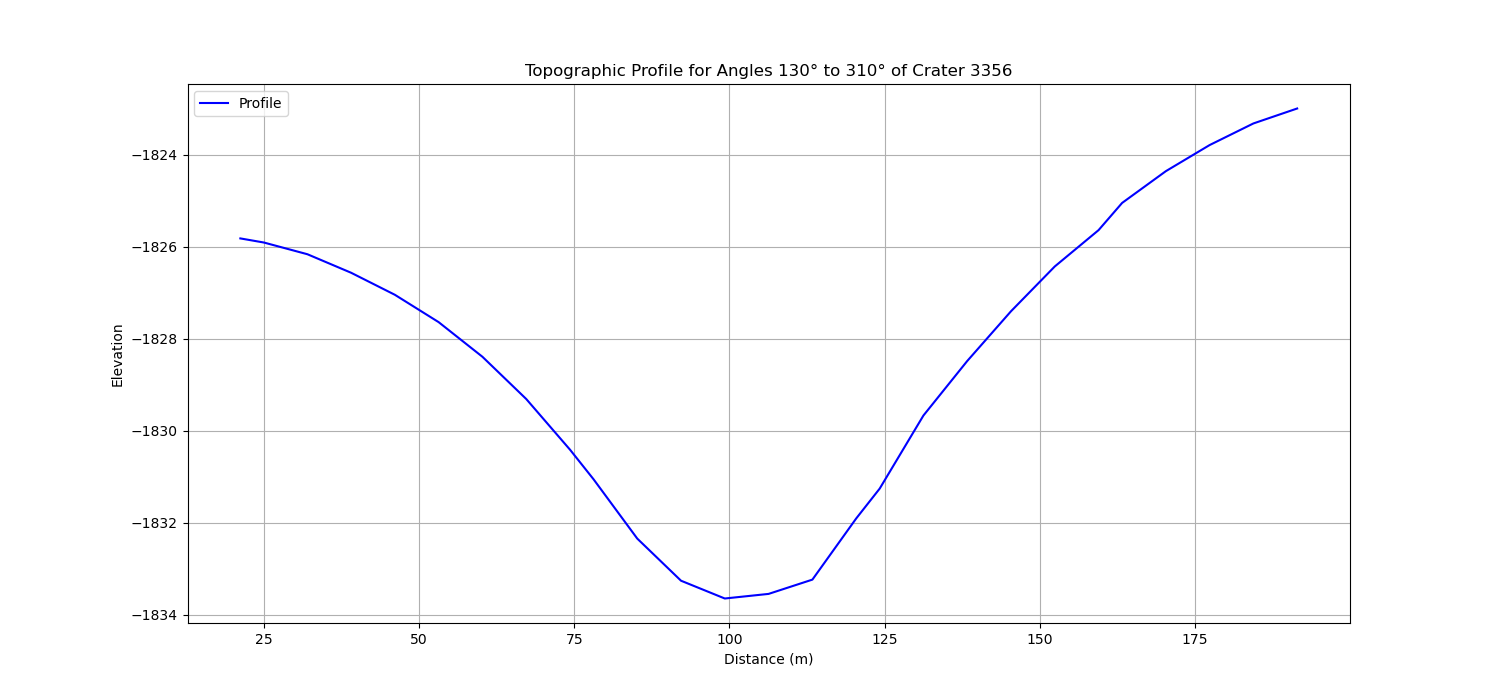 Topographic Profile for Angles 130° to 310° of Crater 3356
Profile
−1824
−1826
−1828
−1830
−1832
−1834
Elevation
25 50 75 100 125 150 175
Distance (m)